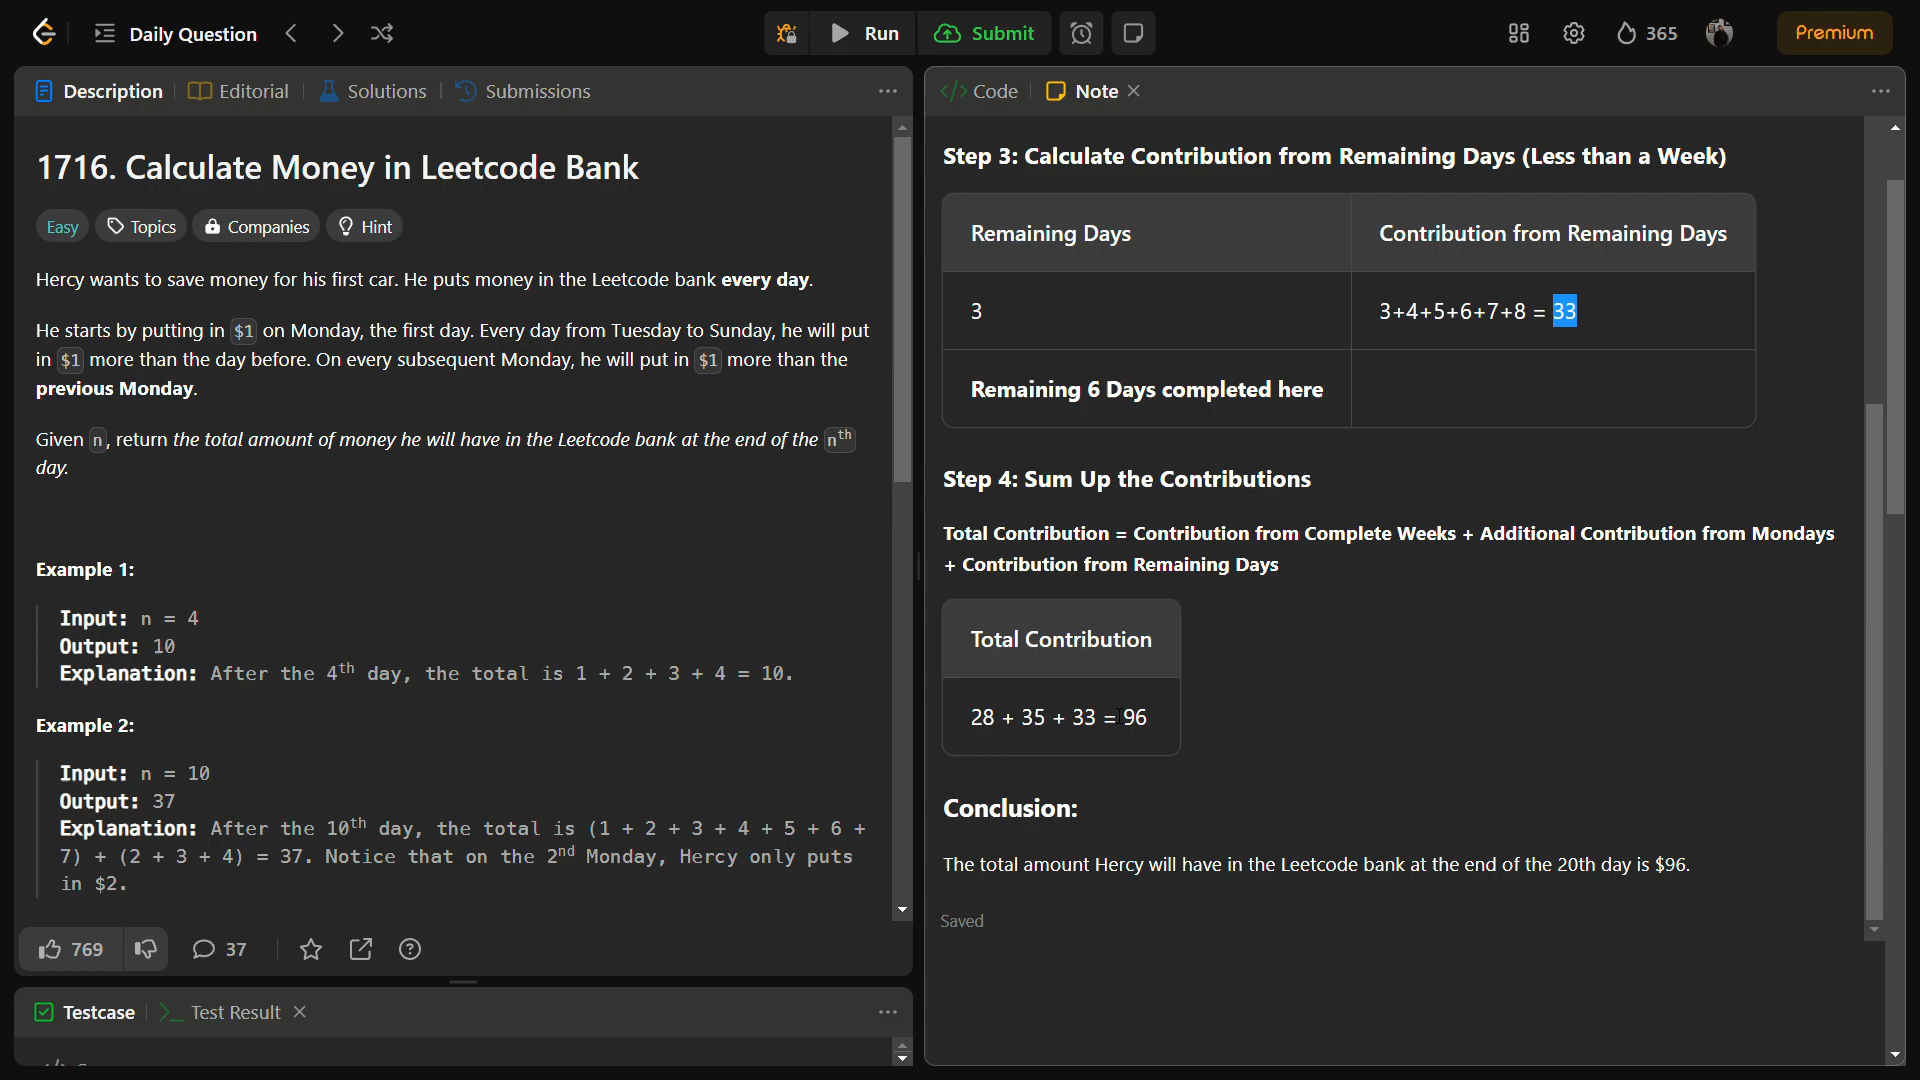 Daily Question
Run
Submit
365
Premium
Description
Editorial
Solutions
Submissions
1716. Calculate Money in Leetcode Bank
Easy
Topics
Companies
Hint
Hercy wants to save money for his first car. He puts money in the Leetcode bank every day.
He starts by putting in $1 on Monday, the first day. Every day from Tuesday to Sunday, he will put
in $1 more than the day before. On every subsequent Monday, he will put in $1 more than the
previous Monday.
Given n, return the total amount of money he will have in the Leetcode bank at the end of the nth
day.
Example 1:
Input: n = 4
Output: 10
Explanation: After the 4th day, the total is 1 + 2 + 3 + 4 = 10.
Example 2:
Input: n = 10
Output: 37
Explanation: After the 10th day, the total is (1 + 2 + 3 + 4 + 5 + 6 +
7) + (2 + 3 + 4) = 37. Notice that on the 2nd Monday, Hercy only puts
in $2.
769
37
Testcase
Test Result
Code
Note
Step 3: Calculate Contribution from Remaining Days (Less than a Week)
Remaining Days
Contribution from Remaining Days
3
3+4+5+6+7+8 = 33
Remaining 6 Days completed here
Step 4: Sum Up the Contributions
Total Contribution = Contribution from Complete Weeks + Additional Contribution from Mondays
+ Contribution from Remaining Days
Total Contribution
28 + 35 + 33 = 96
Conclusion:
The total amount Hercy will have in the Leetcode bank at the end of the 20th day is $96.
Saved